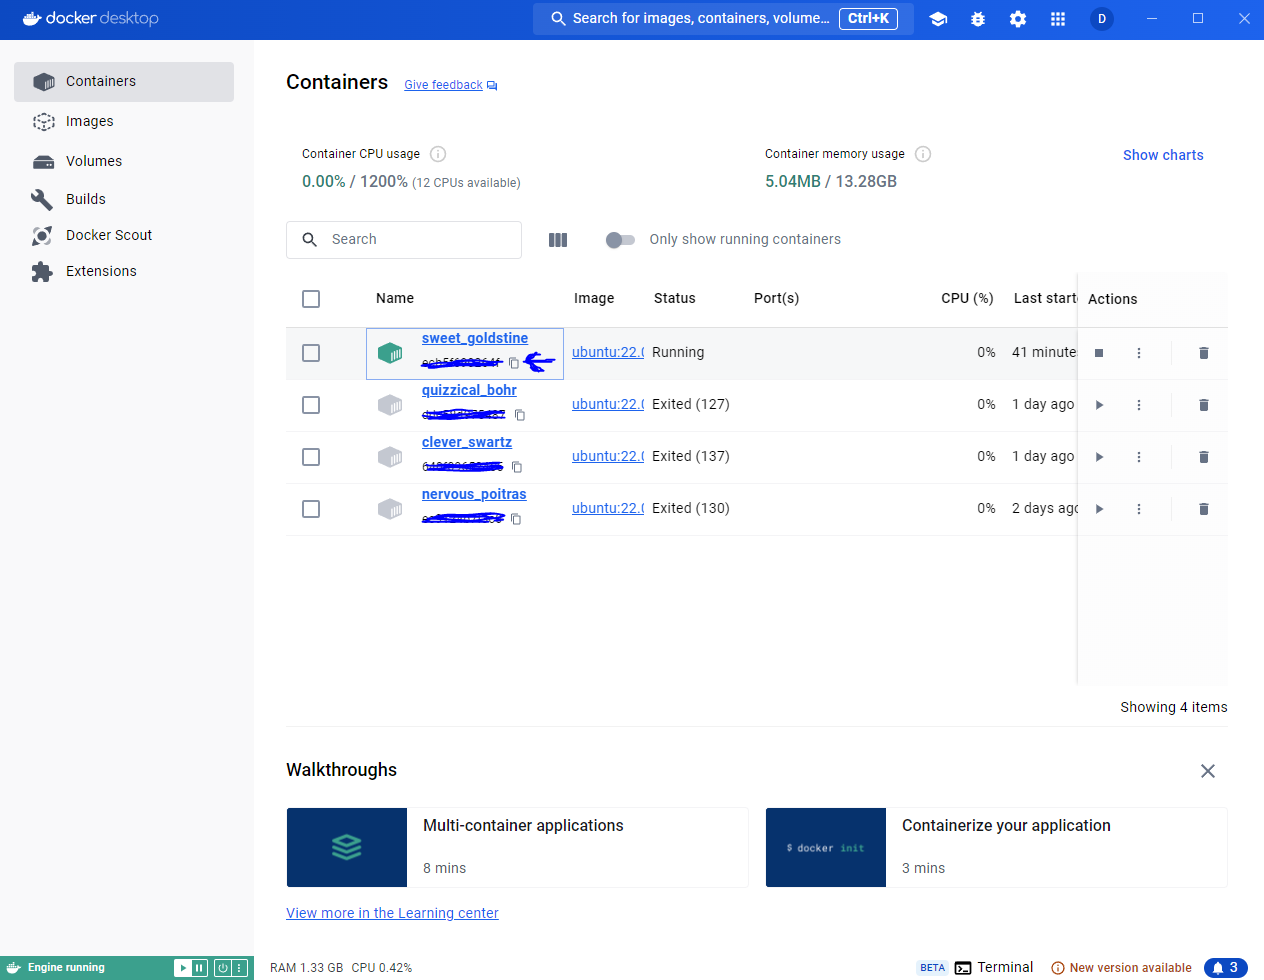 docker desktop
Search for images, containers, volume... Ctrl+K
D
Containers
Images
Volumes
Builds
Docker Scout
Extensions
Containers Give feedback
Container CPU usage
0.00% / 1200% (12 CPUs available)
Container memory usage
5.04MB / 13.28GB
Show charts
Search
Only show running containers
Name Image Status Port(s) CPU (%) Last start Actions
sweet_goldstine
ubuntu:22.0 Running 0% 41 minute
quizzical_bohr
ubuntu:22.0 Exited (127) 0% 1 day ago
clever_swartz
ubuntu:22.0 Exited (137) 0% 1 day ago
nervous_poitras
ubuntu:22.0 Exited (130) 0% 2 days ago
Showing 4 items
Walkthroughs
Multi-container applications
8 mins
$ docker init
Containerize your application
3 mins
View more in the Learning center
Engine running
RAM 1.33 GB CPU 0.42%
BETA Terminal New version available 3